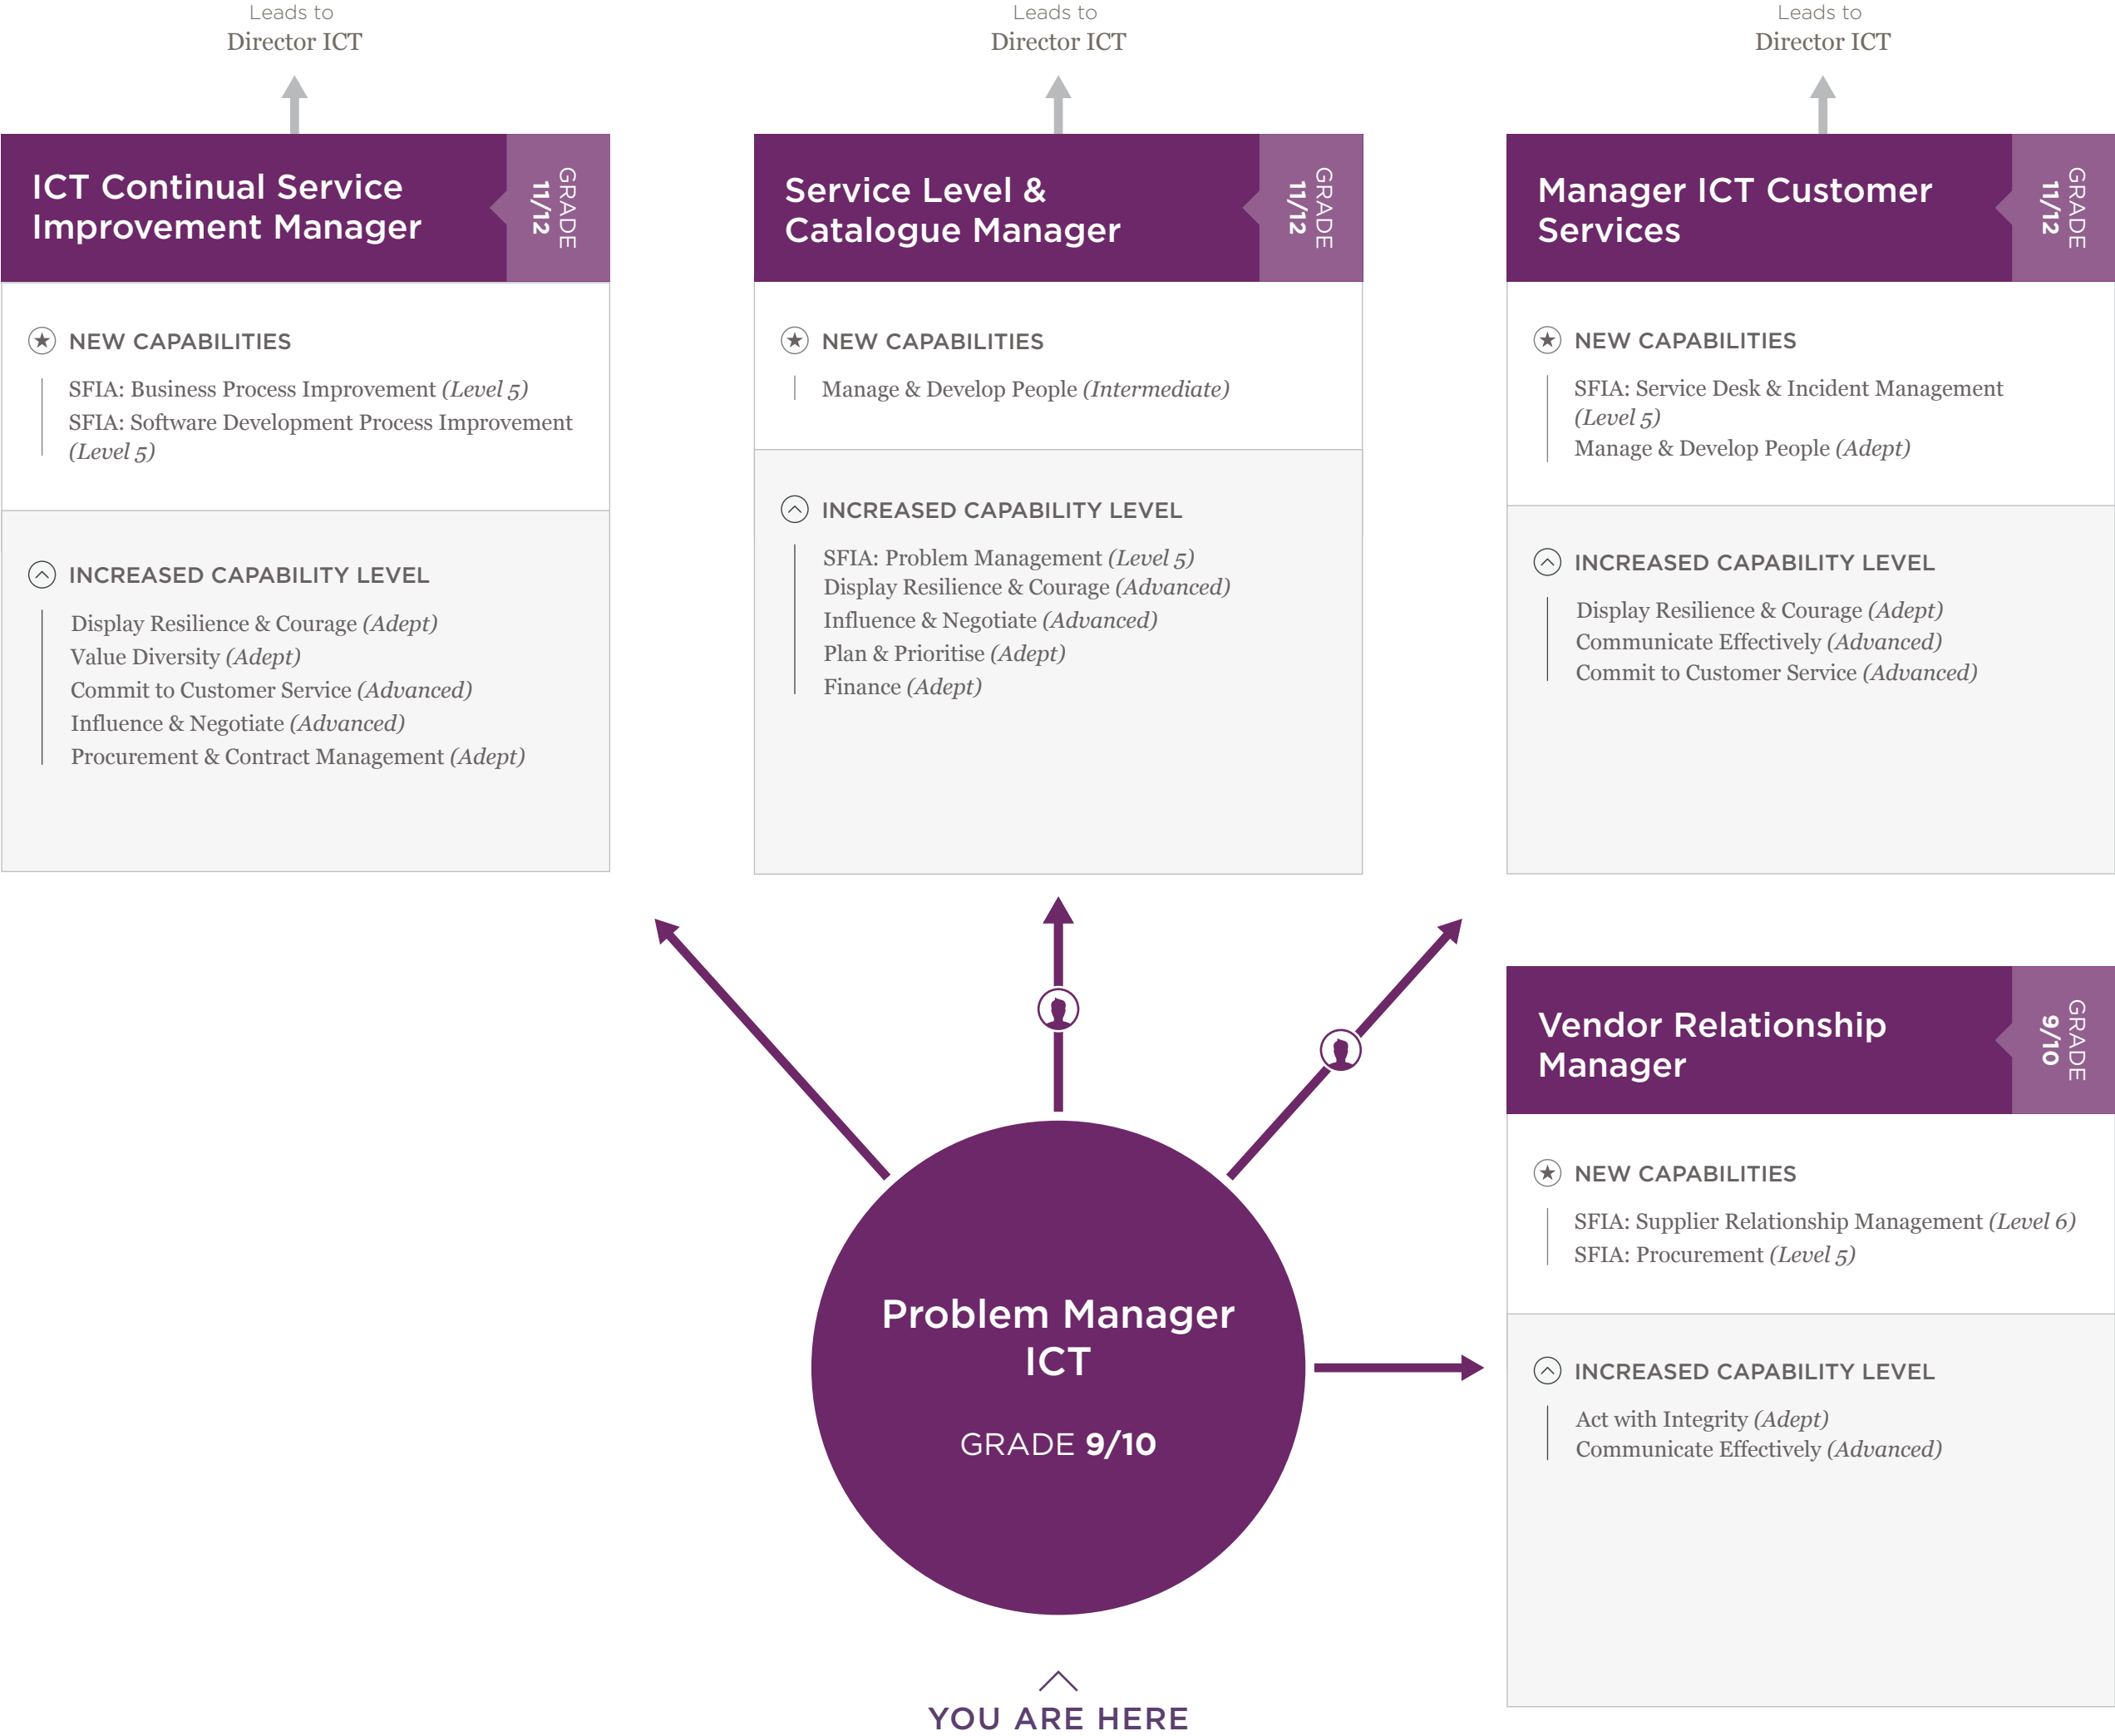 Leads to
Director ICT
ICT Continual Service
Improvement Manager
GRADE
11/12
NEW CAPABILITIES
SFIA: Business Process Improvement (Level 5)
SFIA: Software Development Process Improvement
(Level 5)
INCREASED CAPABILITY LEVEL
Display Resilience & Courage (Adept)
Value Diversity (Adept)
Commit to Customer Service (Advanced)
Influence & Negotiate (Advanced)
Procurement & Contract Management (Adept)
Leads to
Director ICT
Service Level &
Catalogue Manager
GRADE
11/12
NEW CAPABILITIES
Manage & Develop People (Intermediate)
INCREASED CAPABILITY LEVEL
SFIA: Problem Management (Level 5)
Display Resilience & Courage (Advanced)
Influence & Negotiate (Advanced)
Plan & Prioritise (Adept)
Finance (Adept)
Leads to
Director ICT
Manager ICT Customer
Services
GRADE
11/12
NEW CAPABILITIES
SFIA: Service Desk & Incident Management
(Level 5)
Manage & Develop People (Adept)
INCREASED CAPABILITY LEVEL
Display Resilience & Courage (Adept)
Communicate Effectively (Advanced)
Commit to Customer Service (Advanced)
Vendor Relationship
Manager
GRADE
9/10
NEW CAPABILITIES
SFIA: Supplier Relationship Management (Level 6)
SFIA: Procurement (Level 5)
INCREASED CAPABILITY LEVEL
Act with Integrity (Adept)
Communicate Effectively (Advanced)
Problem Manager
ICT
GRADE 9/10
YOU ARE HERE